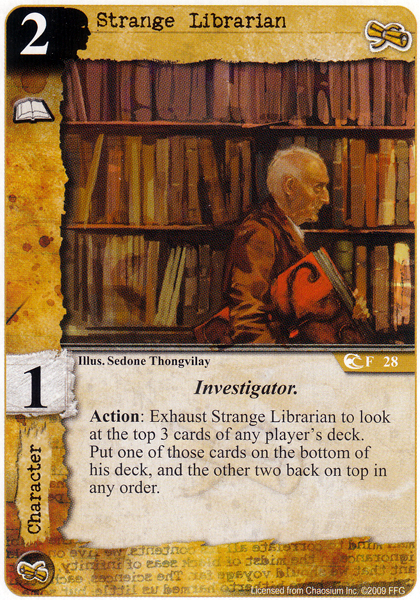 2
Strange Librarian
Illus. Sedone Thongvilay
F 28
1
Investigator.
Action: Exhaust Strange Librarian to look
at the top 3 cards of any player's deck.
Put one of those cards on the bottom of
his deck, and the other two back on top in
any order.
Character
Licensed from Chaosium Inc. ©2009 FFG